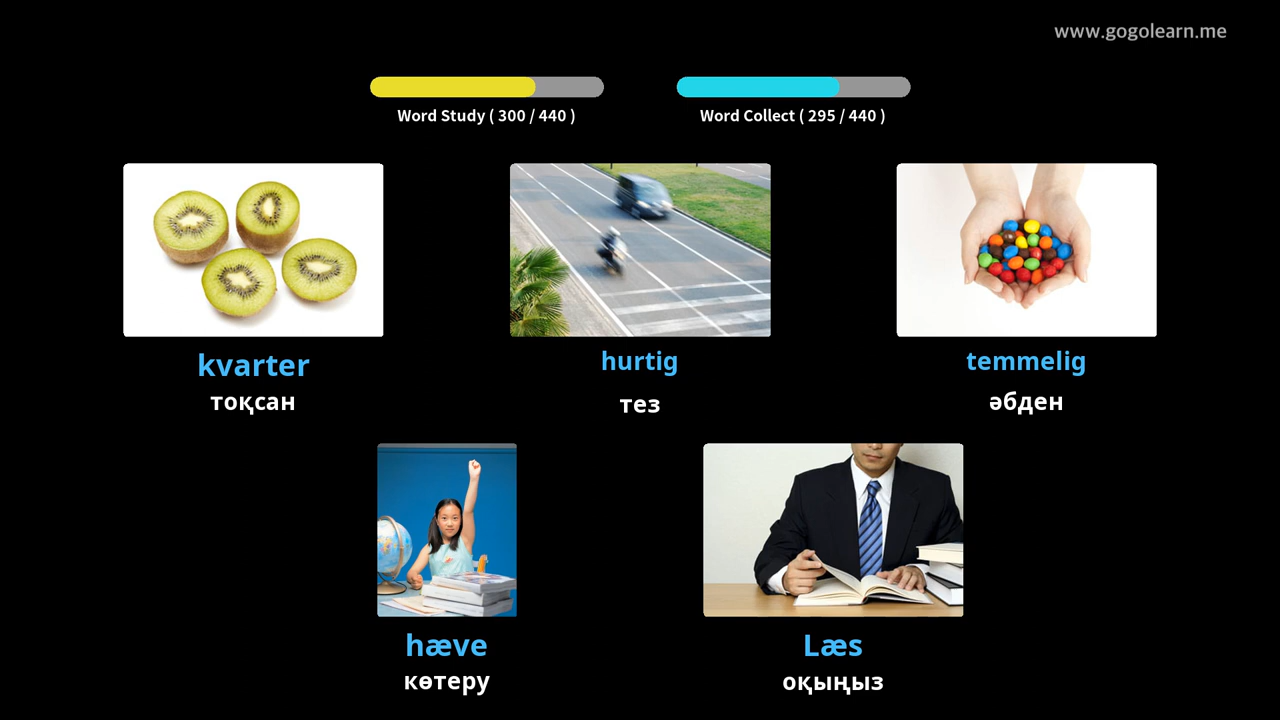 www.gogolearn.me
Word Study ( 300 / 440 )
Word Collect ( 295 / 440 )
kvarter
тоқсан
hurtig
тез
temmelig
әбден
hæve
көтеру
Læs
оқыңыз